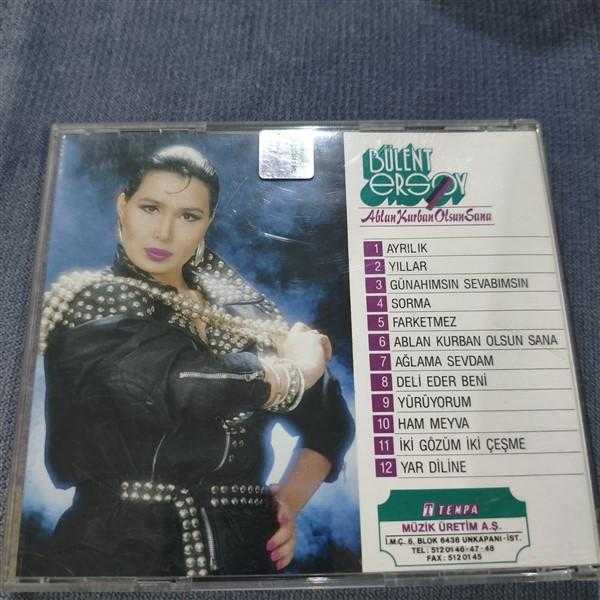 BÜLENT
ERSOY
Ablan Kurban Olsun Sana
1 AYRILIK
2 YILLAR
3 GÜNAHIMSIN SEVABIMSIN
4 SORMA
5 FARKETMEZ
6 ABLAN KURBAN OLSUN SANA
7 AĞLAMA SEVDAM
8 DELİ EDER BENİ
9 YÜRÜYORUM
10 HAM MEYVA
11 İKİ GÖZÜM İKİ ÇEŞME
12 YAR DİLİNE
T TEMPA
MÜZİK ÜRETİM A.Ş.
İ.M.Ç. 6. BLOK 6436 UNKAPANI-İST.
TEL: 512 01 46-47-48
FAX: 512 01 45